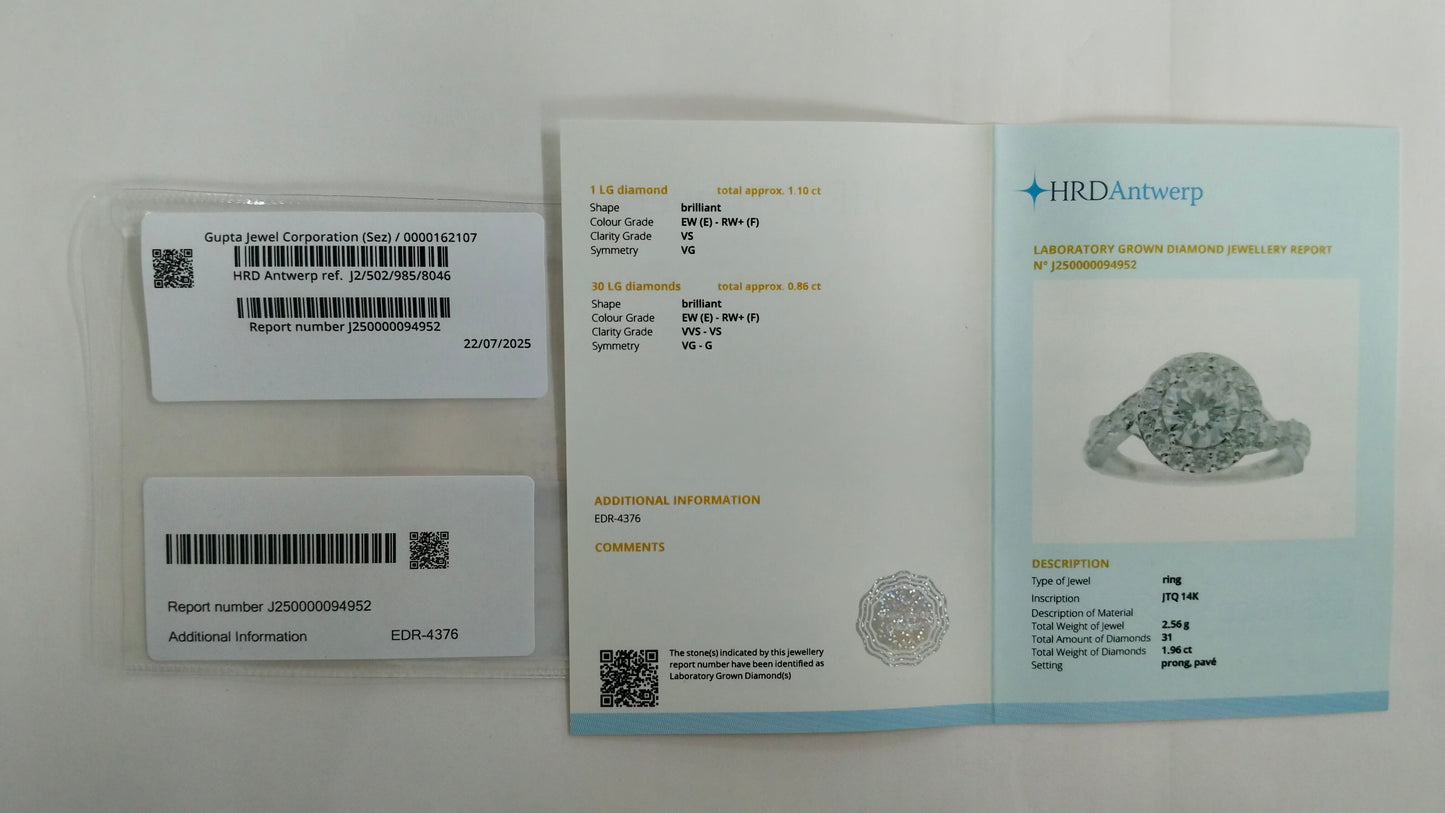 Gupta Jewel Corporation (Sez) / 0000162107
HRD Antwerp ref. J2/502/985/8046
Report number J250000094952
22/07/2025
Report number J250000094952
Additional Information EDR-4376
1 LG diamond total approx. 1.10 ct
Shape brilliant
Colour Grade EW (E) - RW+ (F)
Clarity Grade VS
Symmetry VG
30 LG diamonds total approx. 0.86 ct
Shape brilliant
Colour Grade EW (E) - RW+ (F)
Clarity Grade VVS - VS
Symmetry VG - G
ADDITIONAL INFORMATION
EDR-4376
COMMENTS
The stone(s) indicated by this jewellery
report number have been identified as
Laboratory Grown Diamond(s)
HRDAntwerp
LABORATORY GROWN DIAMOND JEWELLERY REPORT
N° J250000094952
DESCRIPTION
Type of Jewel ring
Inscription JTQ 14K
Description of Material
Total Weight of Jewel 2.56 g
Total Amount of Diamonds 31
Total Weight of Diamonds 1.96 ct
Setting prong, pavé